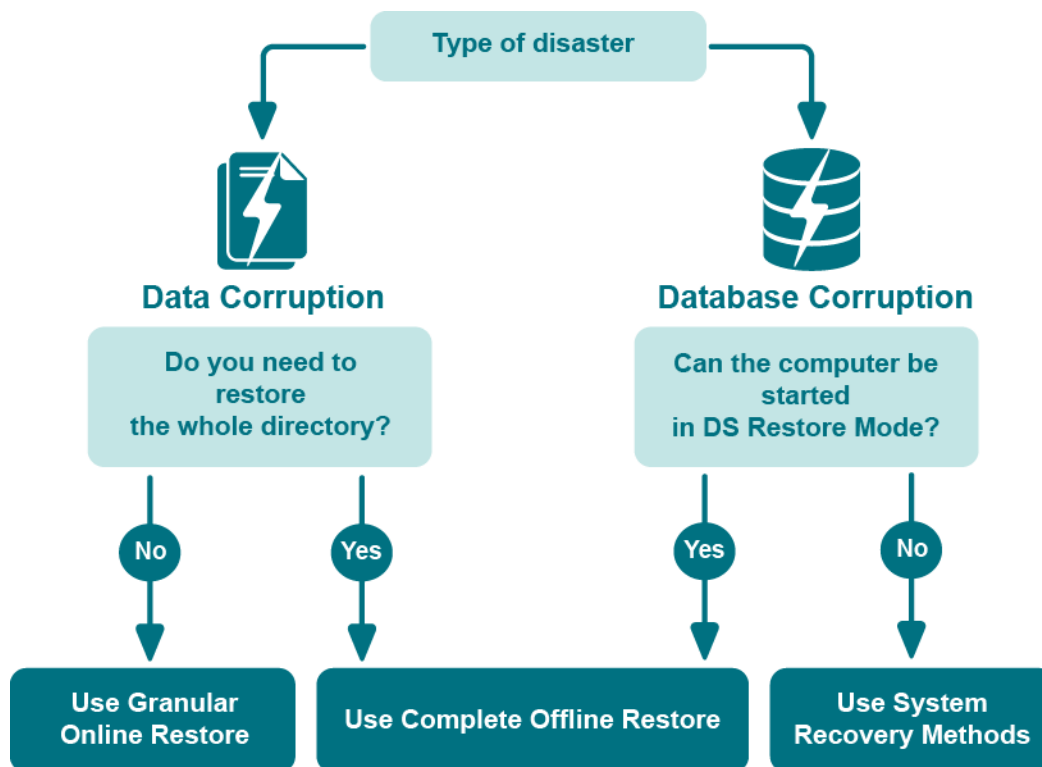 Type of disaster
Data Corruption
Database Corruption
Do you need to
restore
the whole directory?
Can the computer be
started
in DS Restore Mode?
No
Yes
Yes
No
Use Granular
Online Restore
Use Complete Offline Restore
Use System
Recovery Methods